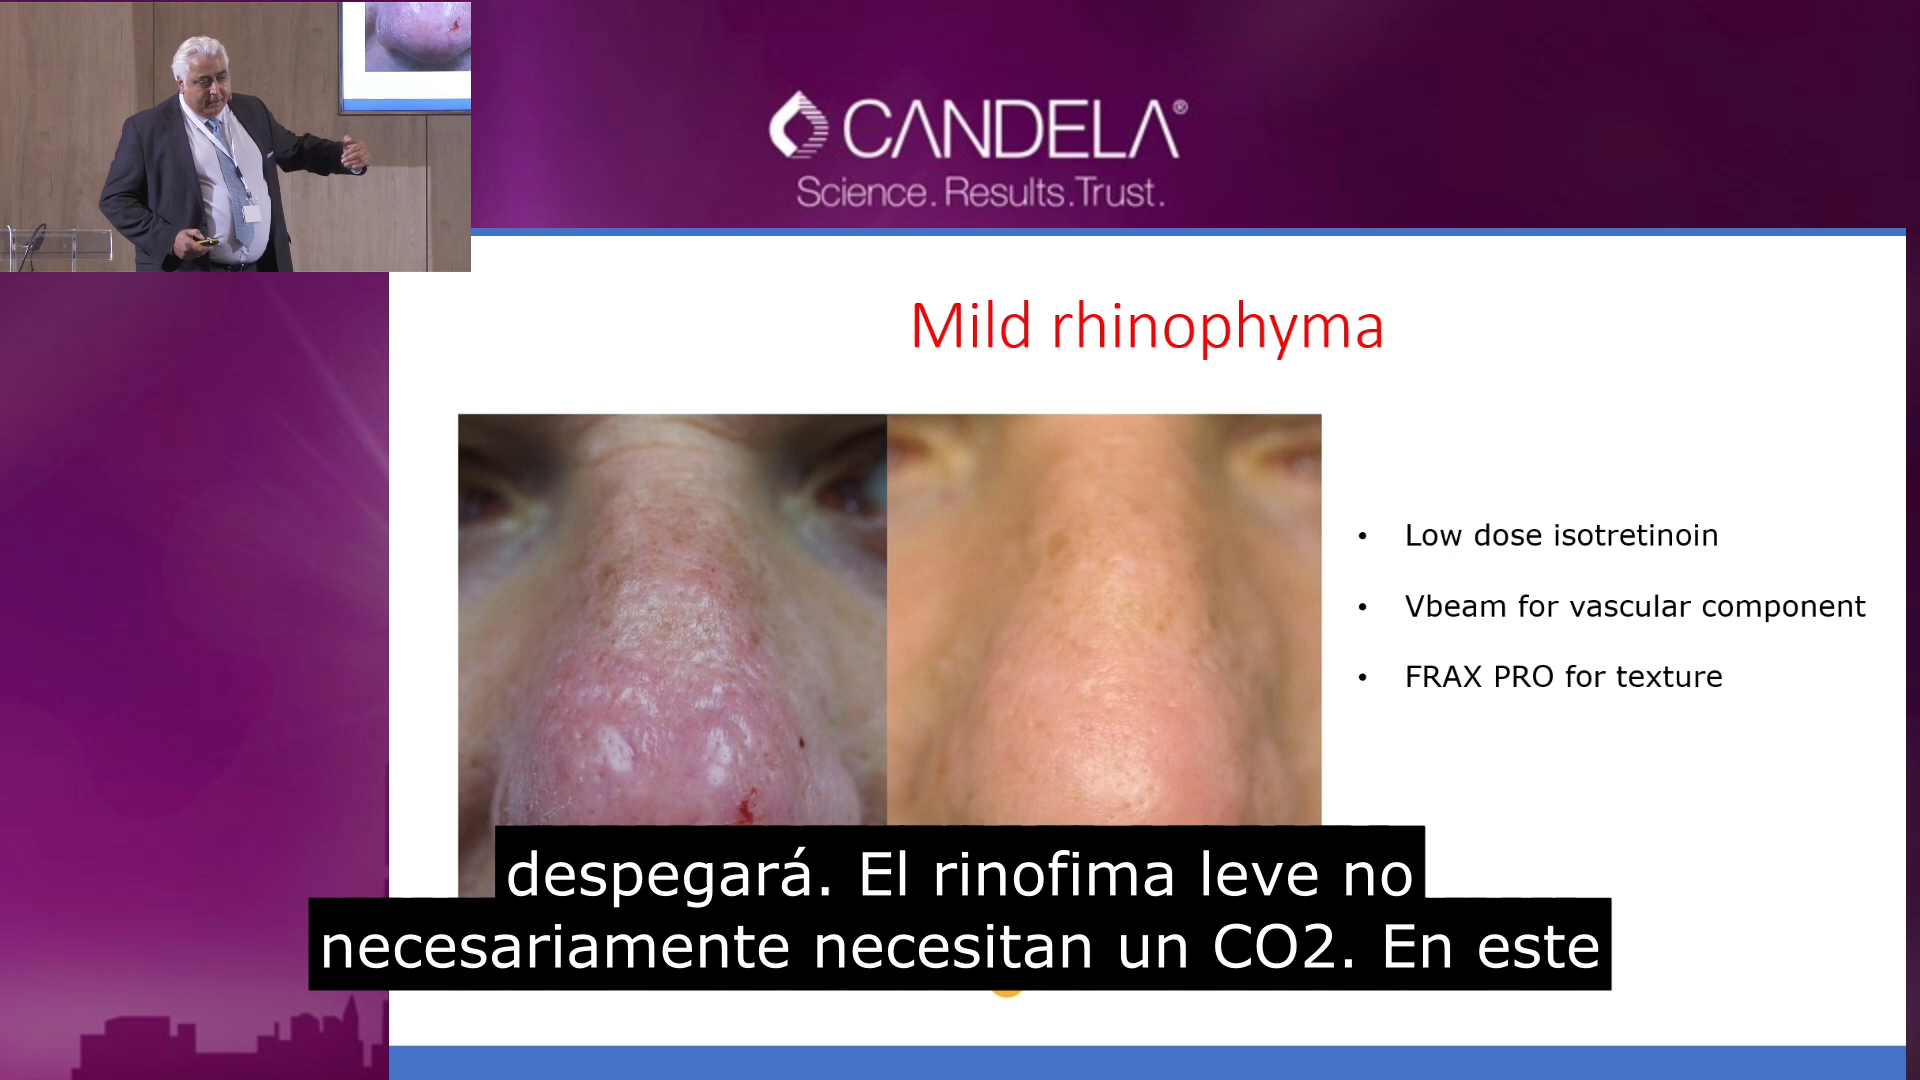 CANDELA®
Science. Results. Trust.
Mild rhinophyma
• Low dose isotretinoin
• Vbeam for vascular component
• FRAX PRO for texture
despegará. El rinofima leve no
necesariamente necesitan un CO2. En este